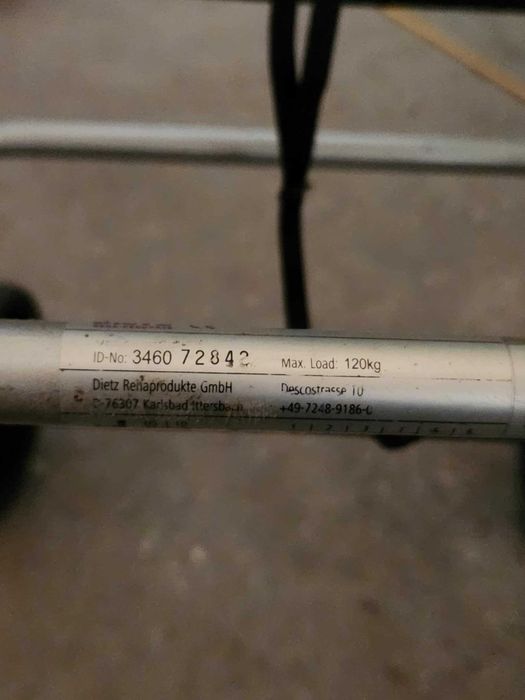 ID-No: 3460 72842 Max. Load: 120kg
Dietz Rehaprodukte GmbH Descostrasse 10
D-76307 Karlsbad Ittersbach +49-7248-9186-0